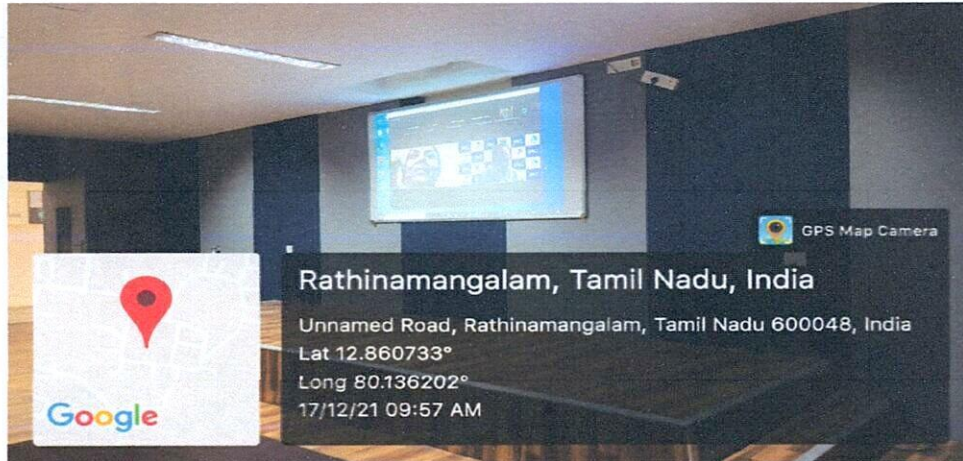 GPS Map Camera
Rathinamangalam, Tamil Nadu, India
Unnamed Road, Rathinamangalam, Tamil Nadu 600048, India
Lat 12.860733°
Long 80.136202°
17/12/21 09:57 AM
Google